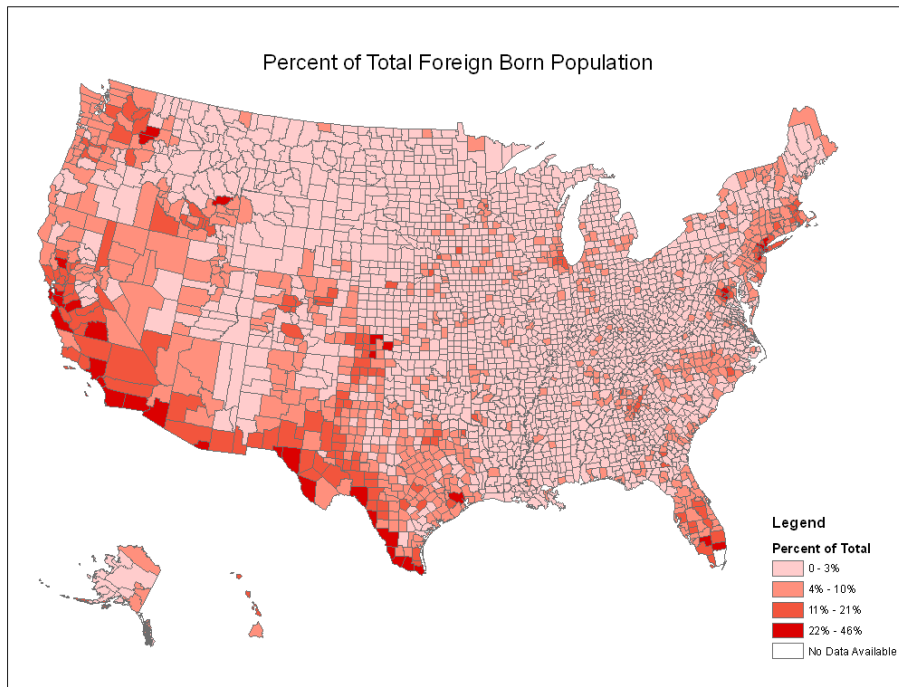 Percent of Total Foreign Born Population
Legend
Percent of Total
0 - 3%
4% - 10%
11% - 21%
22% - 46%
No Data Available